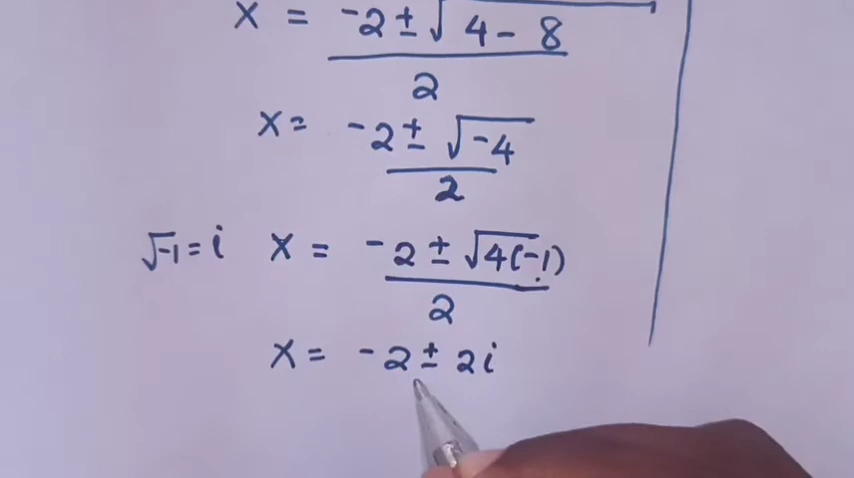 x = -2 ± √4 - 8
2
x = -2 ± √-4
2
√-1 = i x = -2 ± √4(-1)
2
x = -2 ± 2i